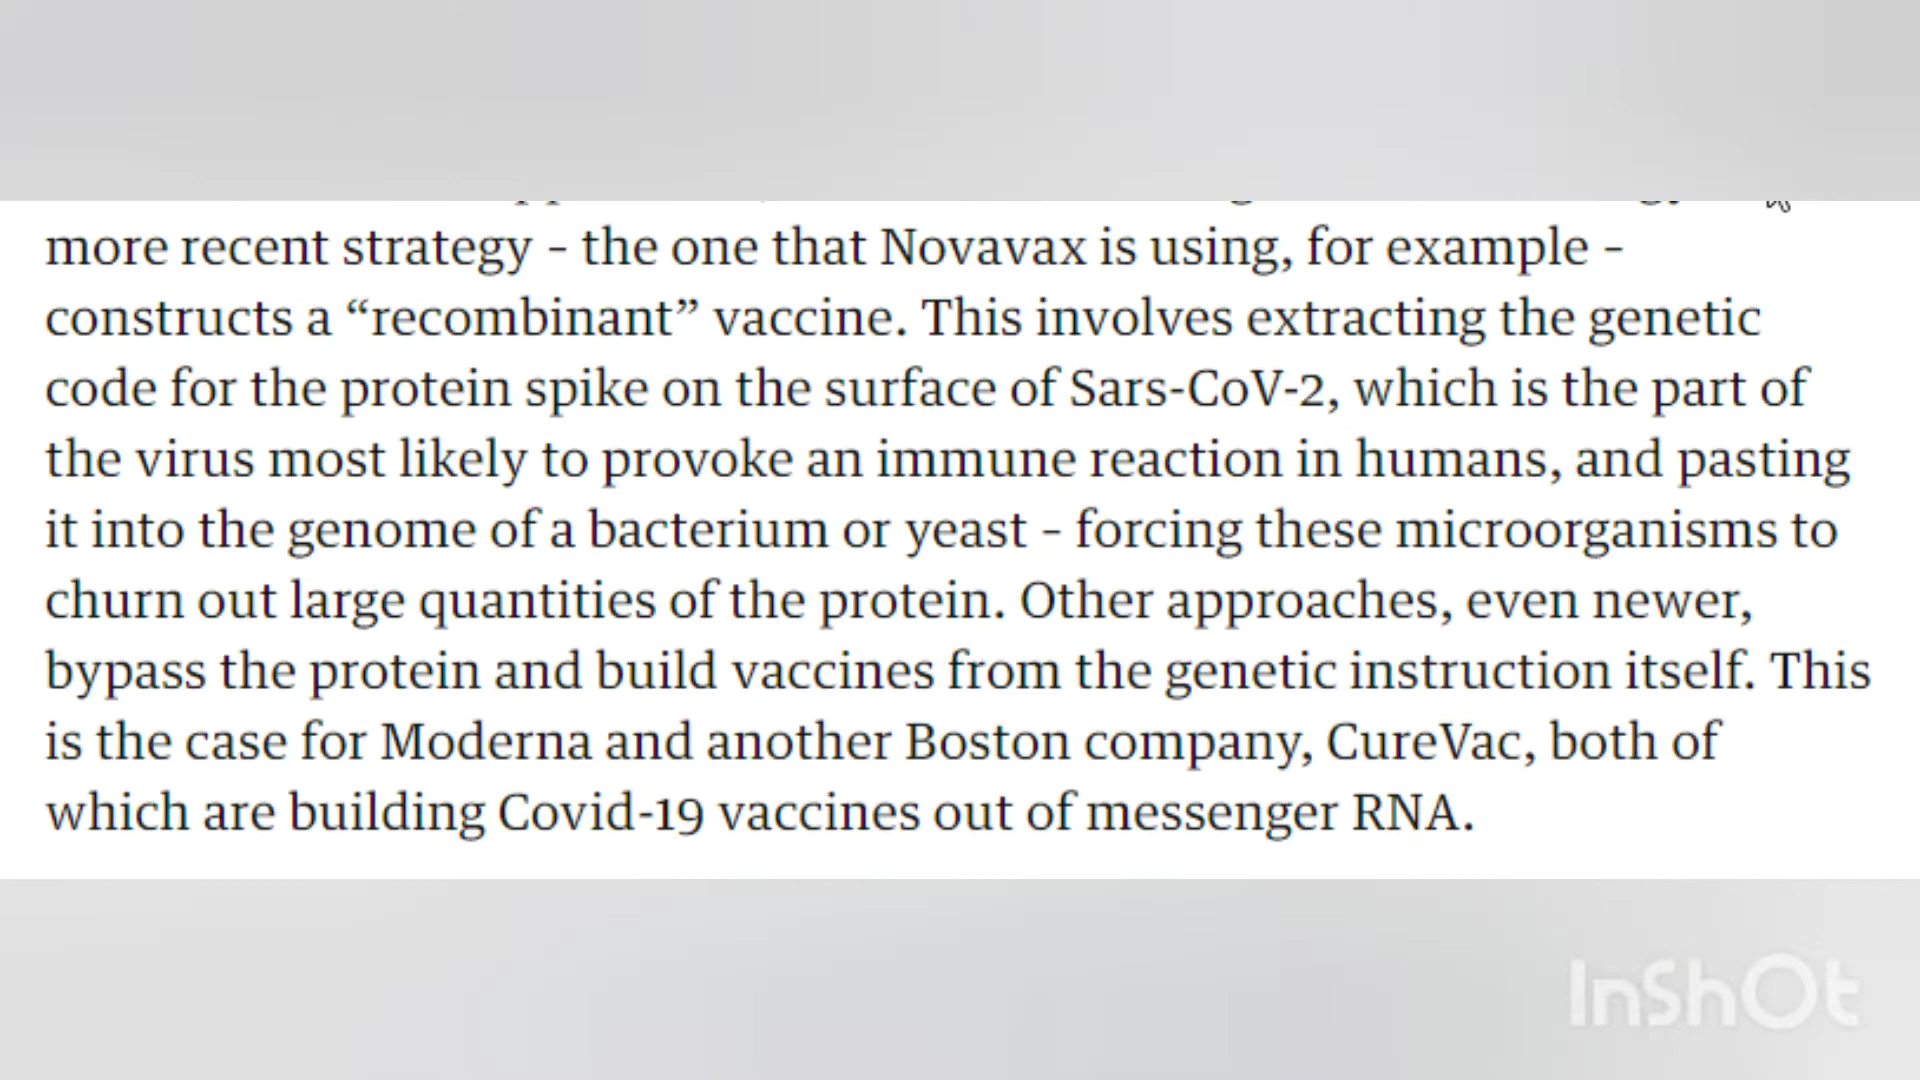 more recent strategy – the one that Novavax is using, for example –
constructs a “recombinant” vaccine. This involves extracting the genetic
code for the protein spike on the surface of Sars-CoV-2, which is the part of
the virus most likely to provoke an immune reaction in humans, and pasting
it into the genome of a bacterium or yeast – forcing these microorganisms to
churn out large quantities of the protein. Other approaches, even newer,
bypass the protein and build vaccines from the genetic instruction itself. This
is the case for Moderna and another Boston company, CureVac, both of
which are building Covid-19 vaccines out of messenger RNA.
InShOt